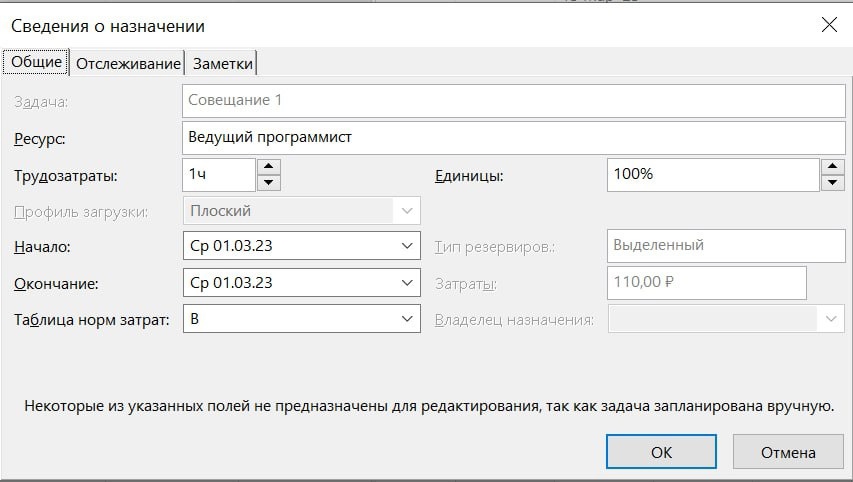 Сведения о назначении
Общие Отслеживание Заметки
Задача: Совещание 1
Ресурс: Ведущий программист
Трудозатраты: 1ч Единицы: 100%
Профиль загрузки: Плоский
Начало: Ср 01.03.23 Тип резервиров.: Выделенный
Окончание: Ср 01.03.23 Затраты: 110,00 ₽
Таблица норм затрат: B Владелец назначения:
Некоторые из указанных полей не предназначены для редактирования, так как задача запланирована вручную.
ОК Отмена